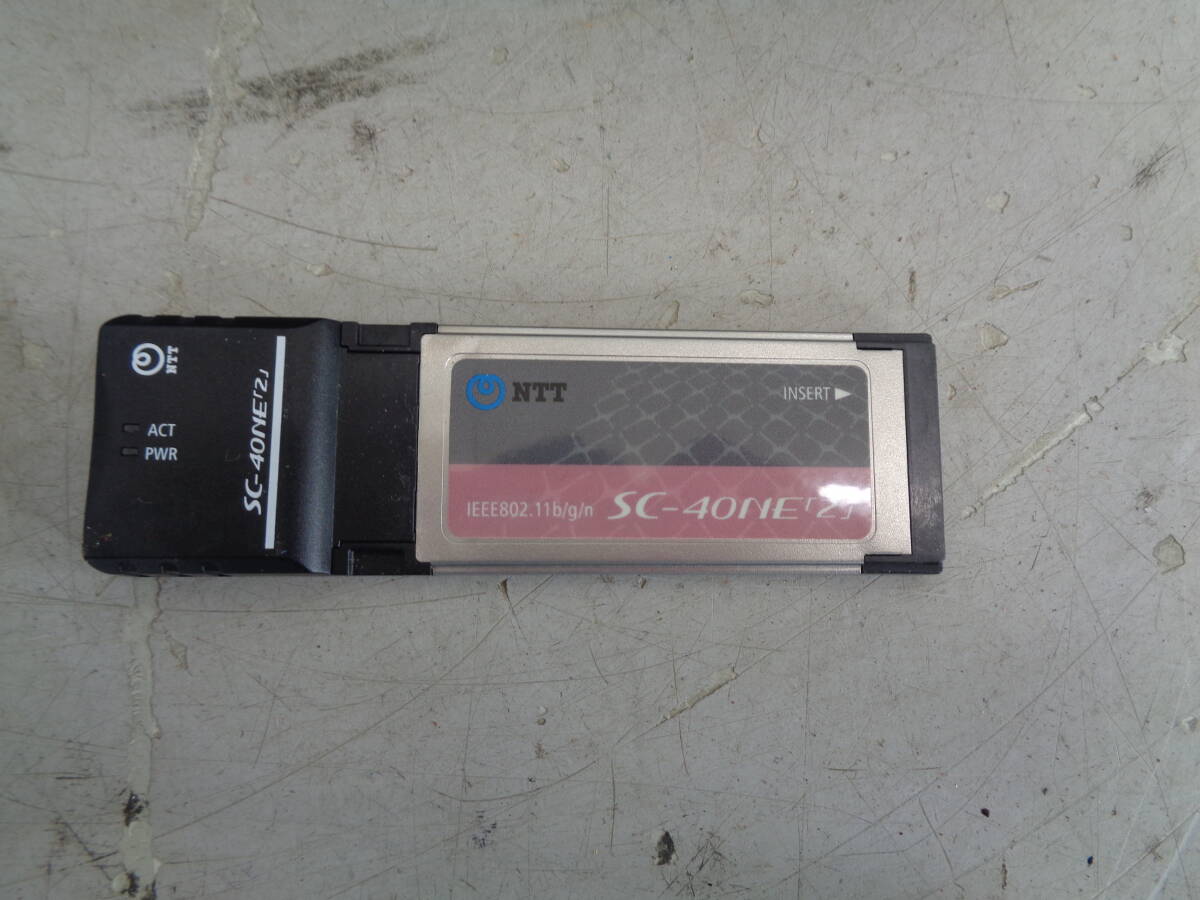 NTT
ACT
PWR
SC-40NE「2」
NTT
INSERT
IEEE802.11b/g/n SC-40NE「2」